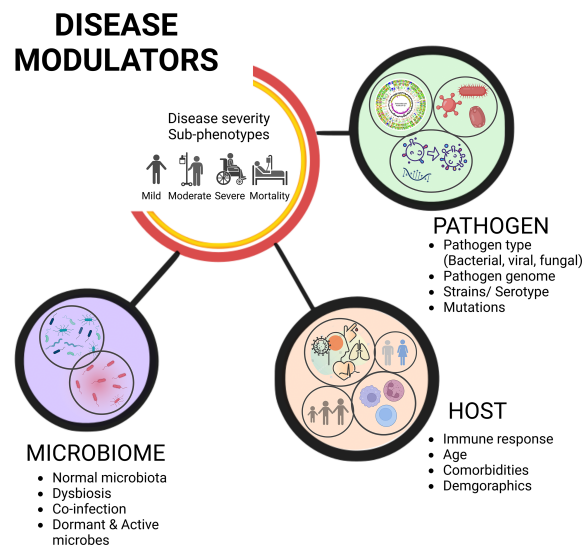 DISEASE
MODULATORS
Disease severity
Sub-phenotypes
Mild Moderate Severe Mortality
PATHOGEN
• Pathogen type
(Bacterial, viral, fungal)
• Pathogen genome
• Strains/ Serotype
• Mutations
HOST
• Immune response
• Age
• Comorbidities
• Demgoraphics
MICROBIOME
• Normal microbiota
• Dysbiosis
• Co-infection
• Dormant & Active
microbes